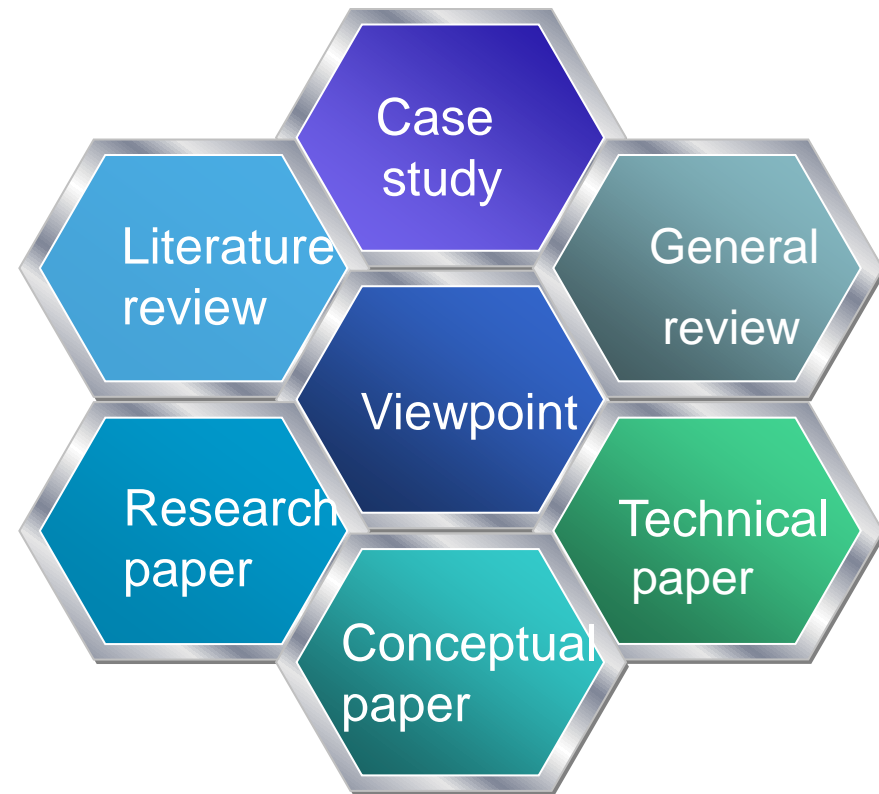 Case
study
Literature
review
General
review
Viewpoint
Research
paper
Technical
paper
Conceptual
paper